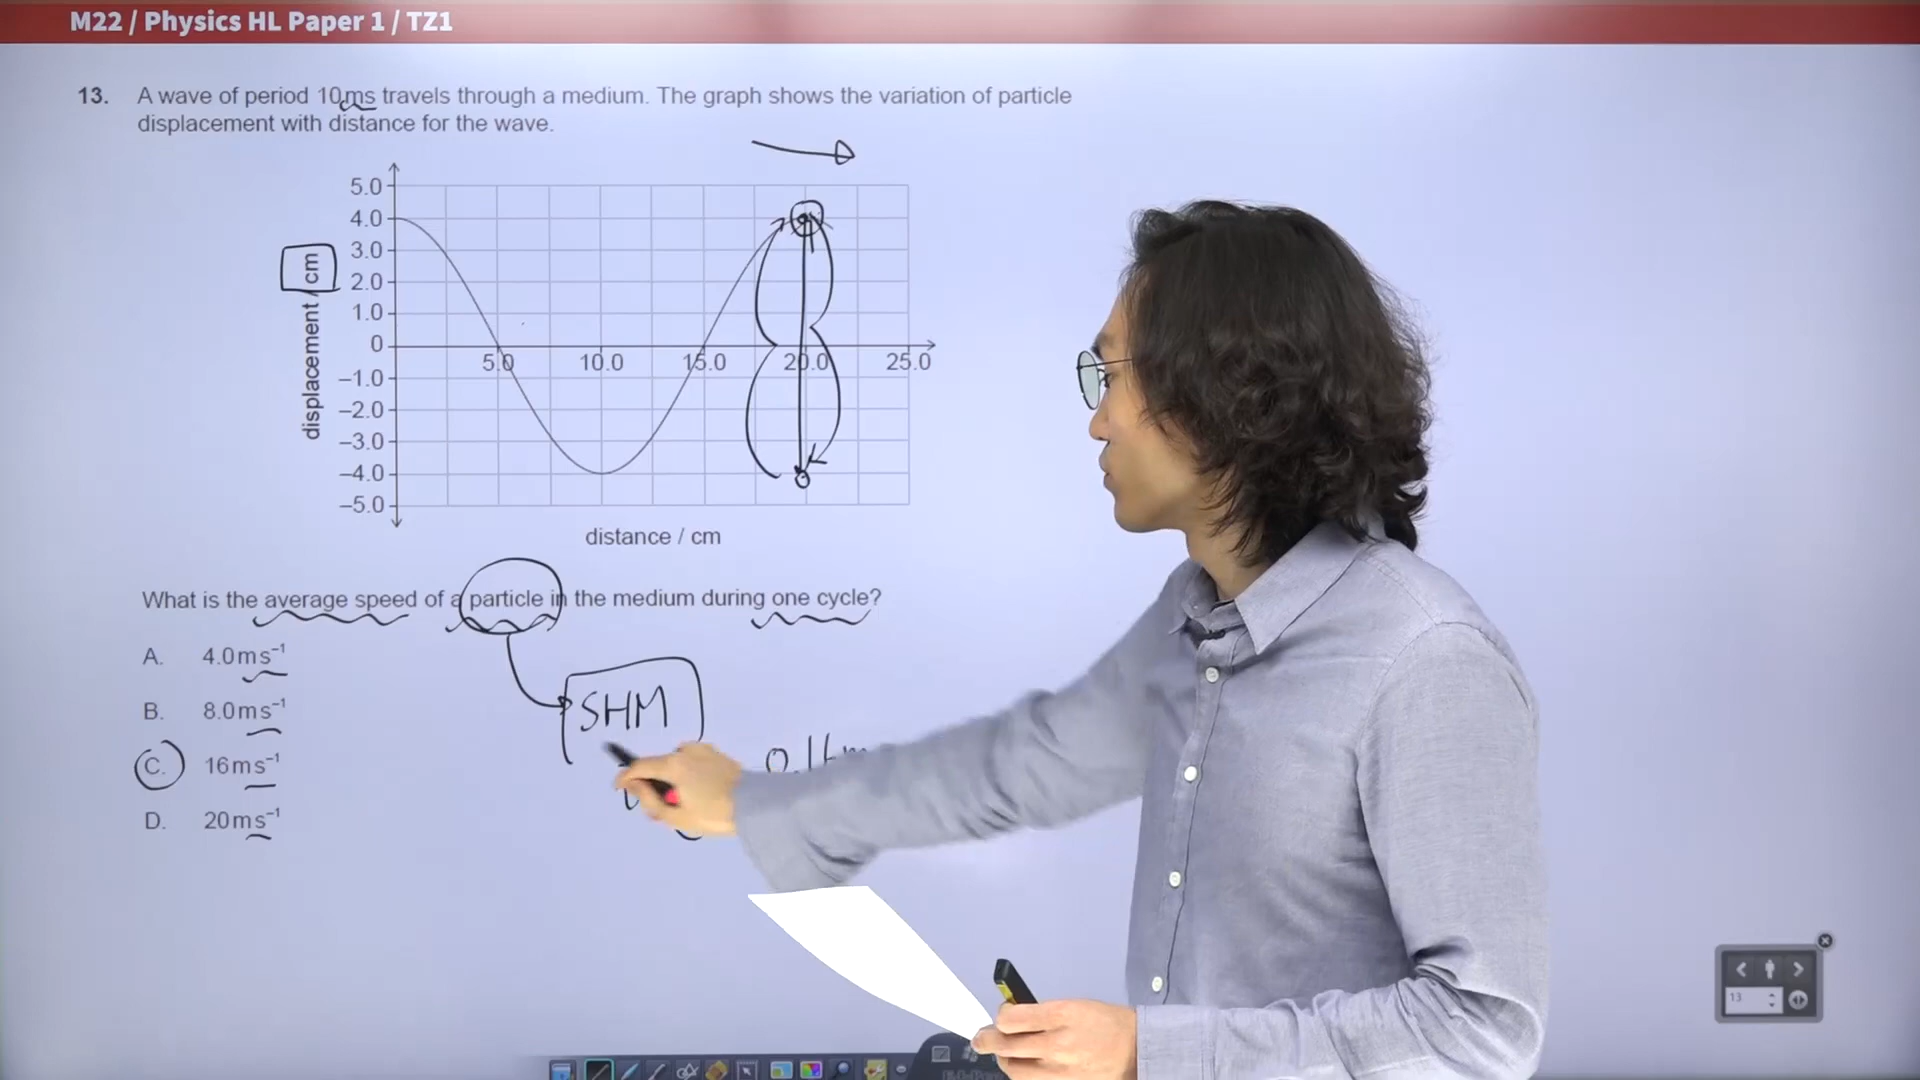 M22 / Physics HL Paper 1 / TZ1
13. A wave of period 10 ms travels through a medium. The graph shows the variation of particle
displacement with distance for the wave.
5.0
4.0
3.0
2.0
1.0
0
–1.0
–2.0
–3.0
–4.0
–5.0
displacement / cm
5.0 10.0 15.0 20.0 25.0
distance / cm
What is the average speed of a particle in the medium during one cycle?
A. 4.0 m s⁻¹
B. 8.0 m s⁻¹
C. 16 m s⁻¹
D. 20 m s⁻¹
SHM
0.16m
13